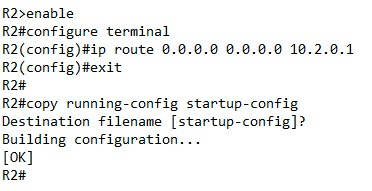 R2>enable
R2#configure terminal
R2(config)#ip route 0.0.0.0 0.0.0.0 10.2.0.1
R2(config)#exit
R2#
R2#copy running-config startup-config
Destination filename [startup-config]?
Building configuration...
[OK]
R2#